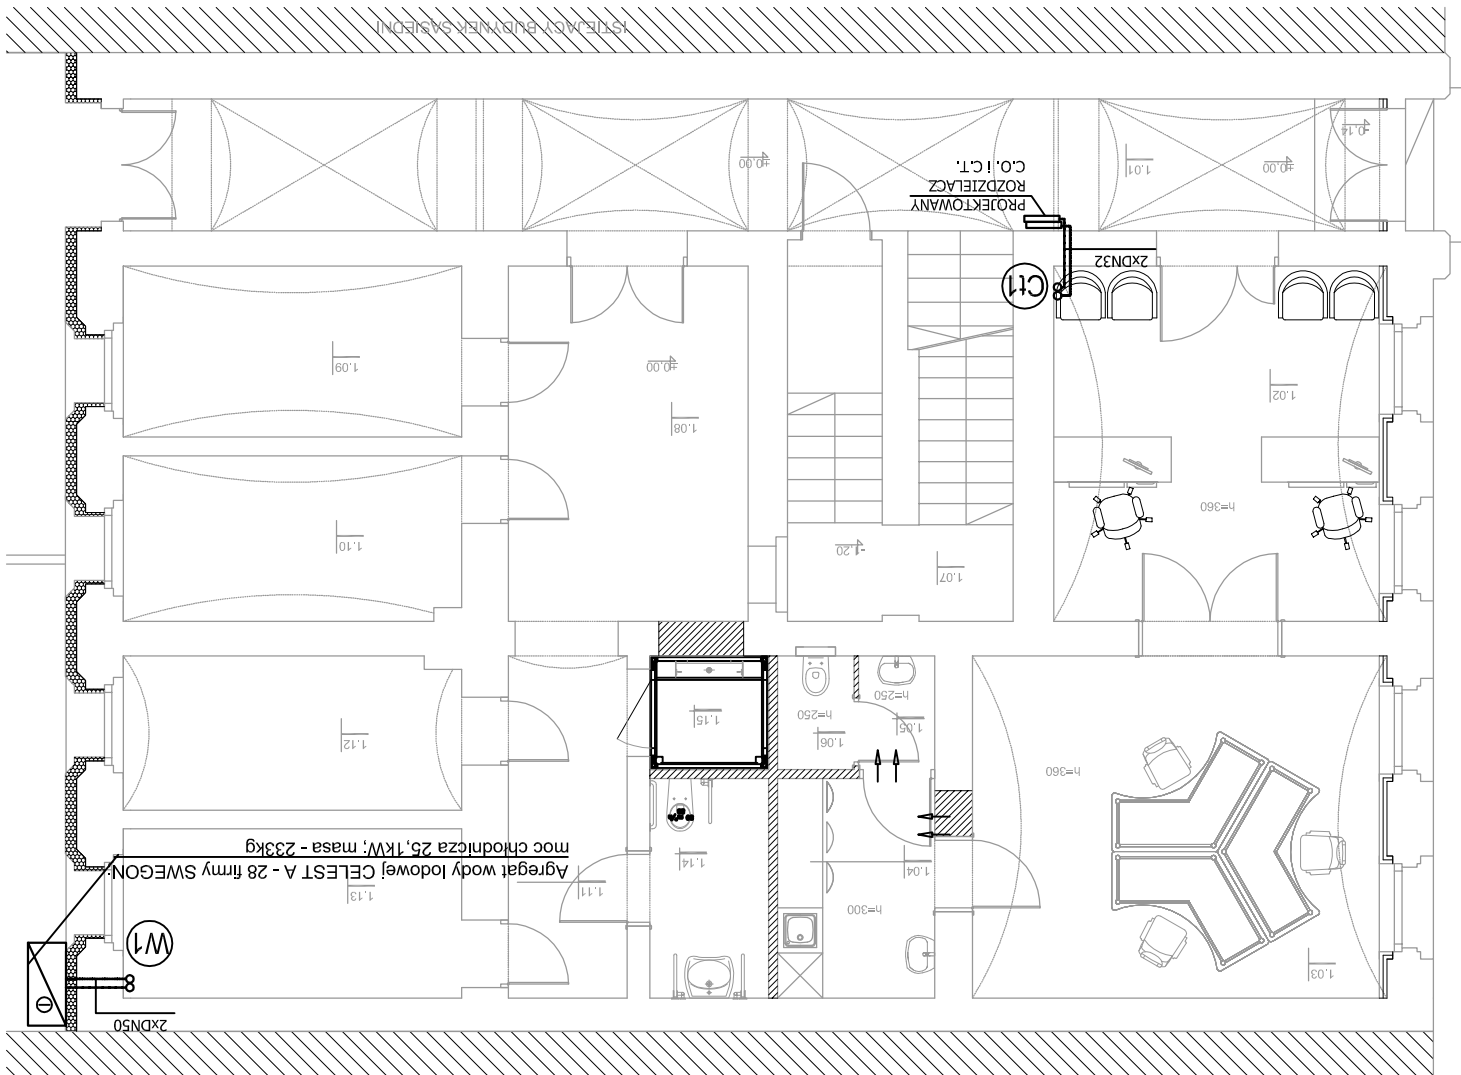 2xDN50
1.03
W1
h=300
1.04
1.14
1.11
1.13
Agregat wody lodowej CELEST A - 28 firmy SWEGON;
moc chłodnicza 25,1kW; masa - 233kg
h=360
1.05
h=250
1.06
h=250
1.15
1.12
1.07
-1,20
1.10
h=360
1.08
1.02
±0,00
1.09
Ct1
2xDN32
PROJEKTOWANY
ROZDZIELACZ
C.O. i C.T.
±0,00
1.01
±0,00
-0,14
ISTIEJACY BUDYNEK SASIEDNI